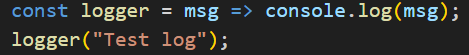 const logger = msg => console.log(msg);
logger("Test log");